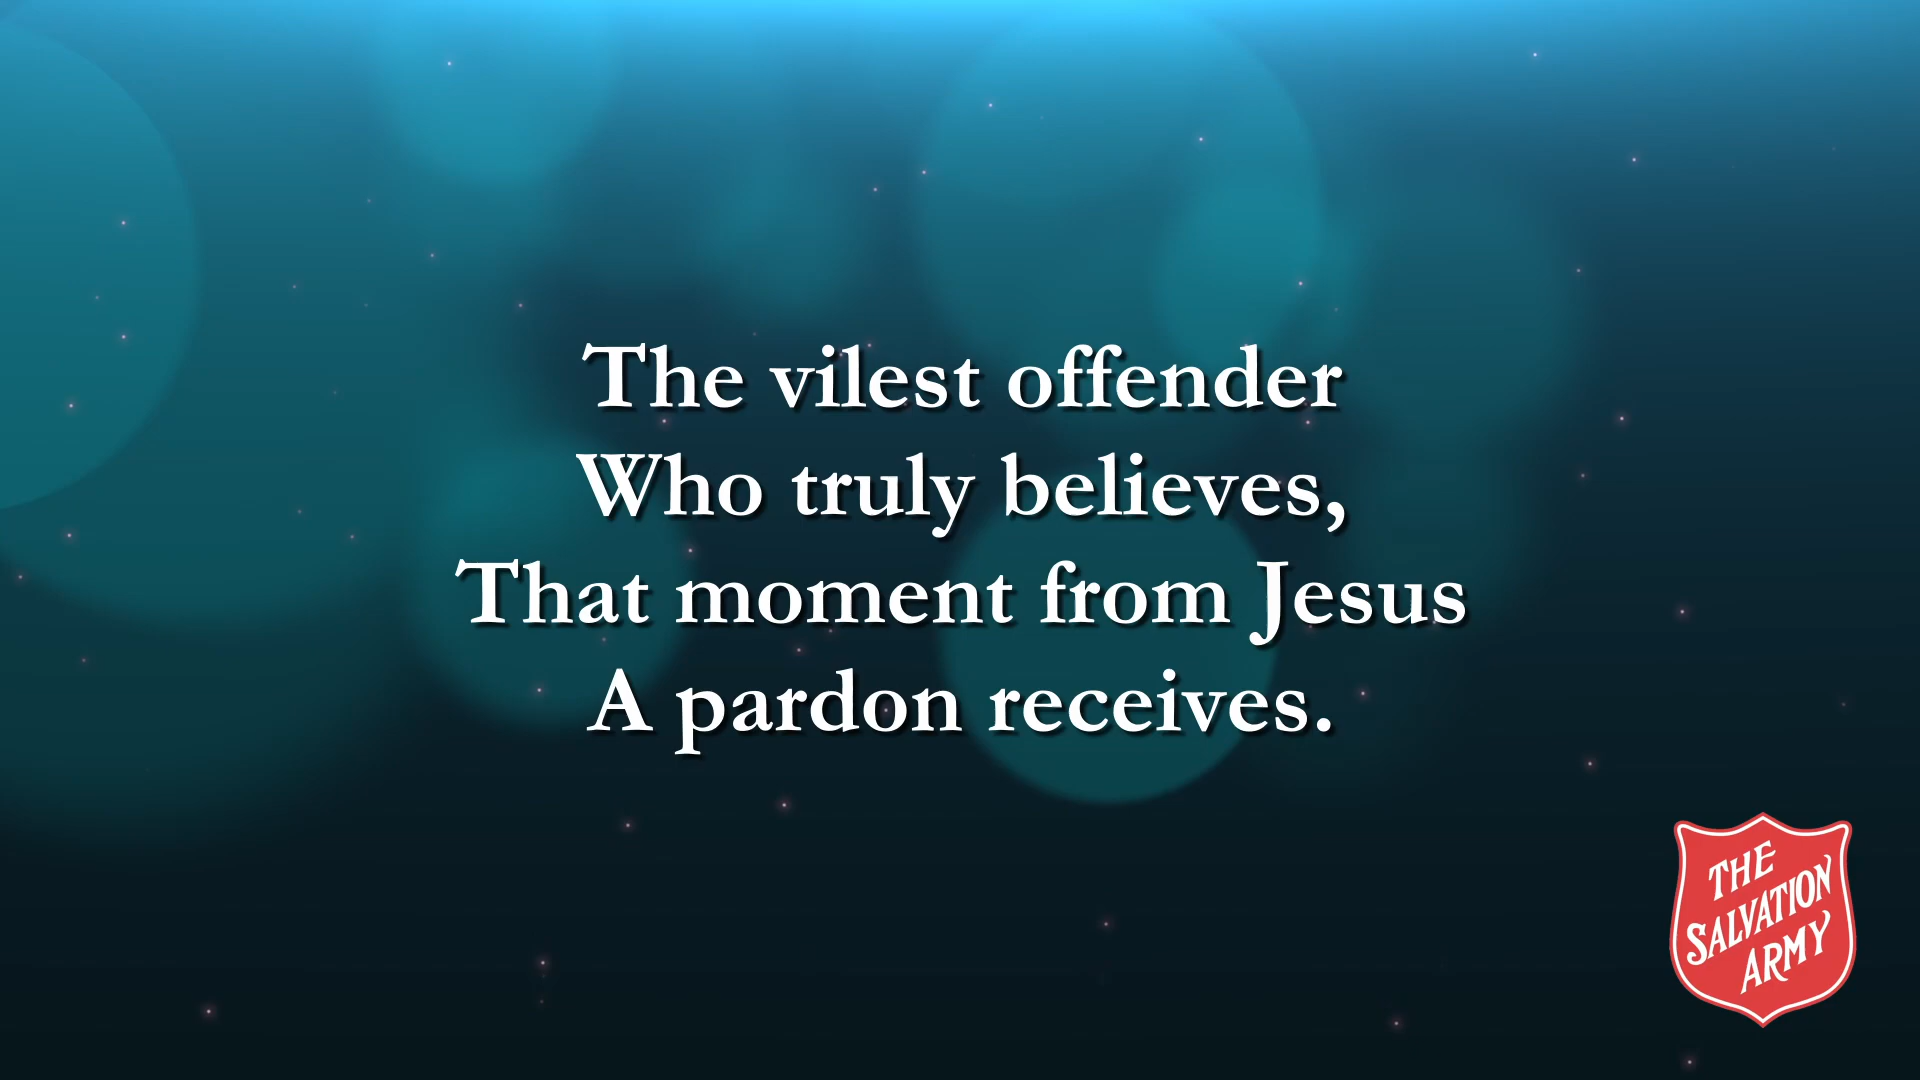 The vilest offender
Who truly believes,
That moment from Jesus
A pardon receives.
THE
SALVATION
ARMY